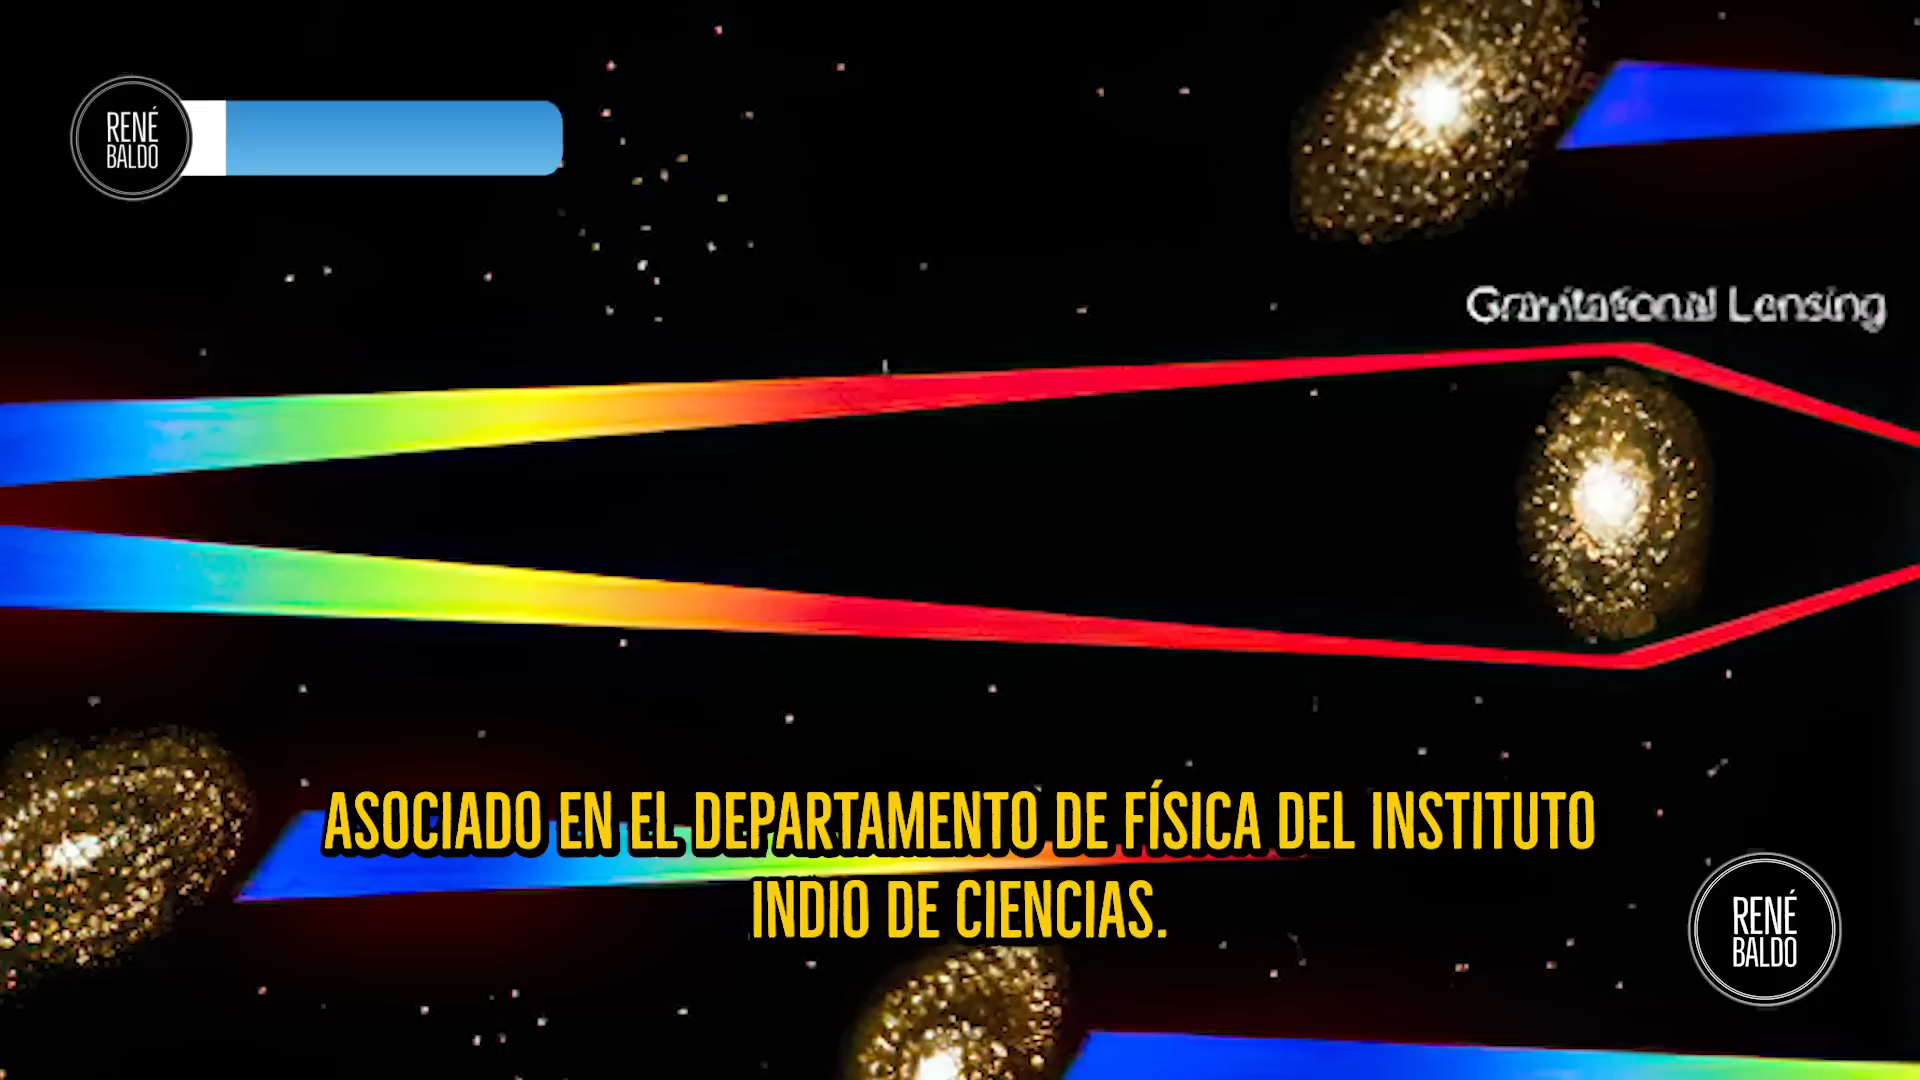 RENÉ
BALDO
Gravitational Lensing
ASOCIADO EN EL DEPARTAMENTO DE FÍSICA DEL INSTITUTO
INDIO DE CIENCIAS.
RENÉ
BALDO